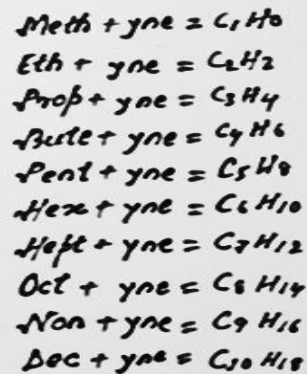 Meth + yne = C1H0
Eth + yne = C2H2
Prop + yne = C3H4
Bute + yne = C4H6
Pent + yne = C5H8
Hex + yne = C6H10
Hept + yne = C7H12
Oct + yne = C8H14
Non + yne = C9H16
Dec + yne = C10H18